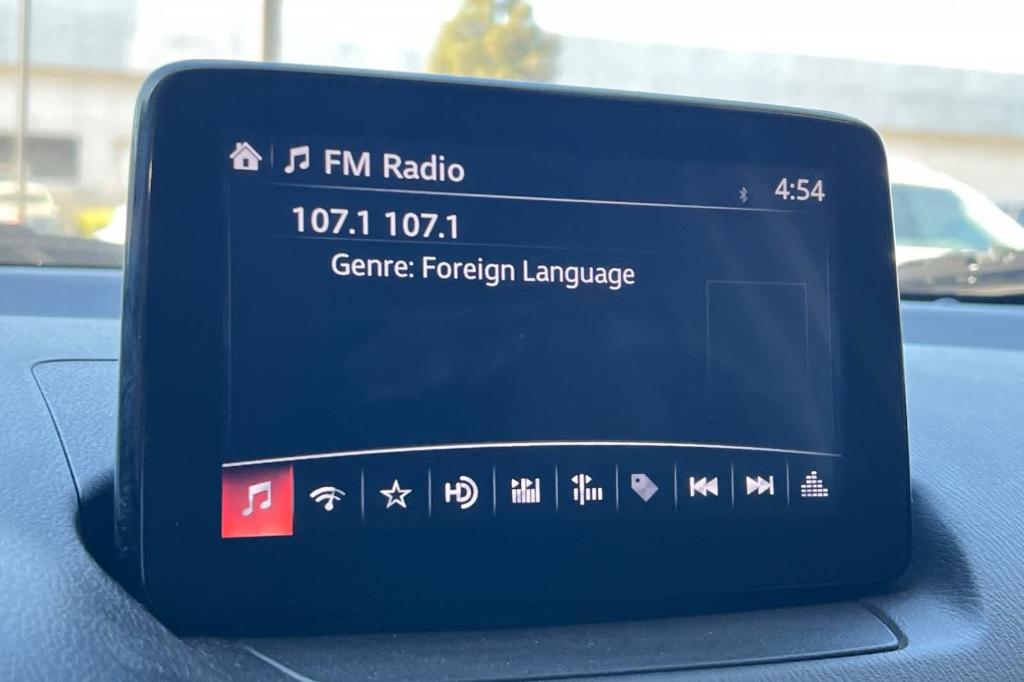 FM Radio
4:54
107.1 107.1
Genre: Foreign Language
HD